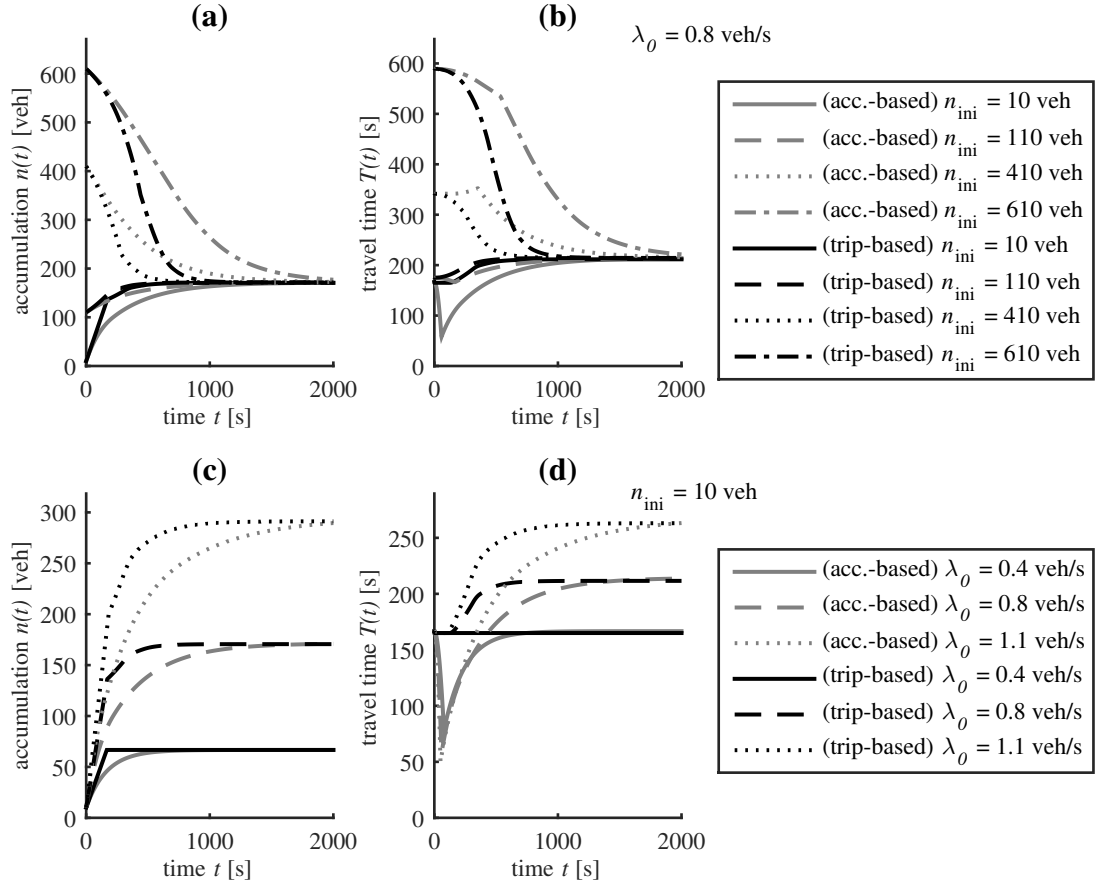 (a)
(b)
λ0 = 0.8 veh/s
accumulation n(t) [veh]
600
500
400
300
200
100
0
0
1000
2000
time t [s]
travel time T(t) [s]
600
500
400
300
200
100
0
0
1000
2000
time t [s]
(acc.-based) nini = 10 veh
(acc.-based) nini = 110 veh
(acc.-based) nini = 410 veh
(acc.-based) nini = 610 veh
(trip-based) nini = 10 veh
(trip-based) nini = 110 veh
(trip-based) nini = 410 veh
(trip-based) nini = 610 veh
(c)
(d)
nini = 10 veh
accumulation n(t) [veh]
300
250
200
150
100
50
0
0
1000
2000
time t [s]
travel time T(t) [s]
250
200
150
100
50
0
0
1000
2000
time t [s]
(acc.-based) λ0 = 0.4 veh/s
(acc.-based) λ0 = 0.8 veh/s
(acc.-based) λ0 = 1.1 veh/s
(trip-based) λ0 = 0.4 veh/s
(trip-based) λ0 = 0.8 veh/s
(trip-based) λ0 = 1.1 veh/s